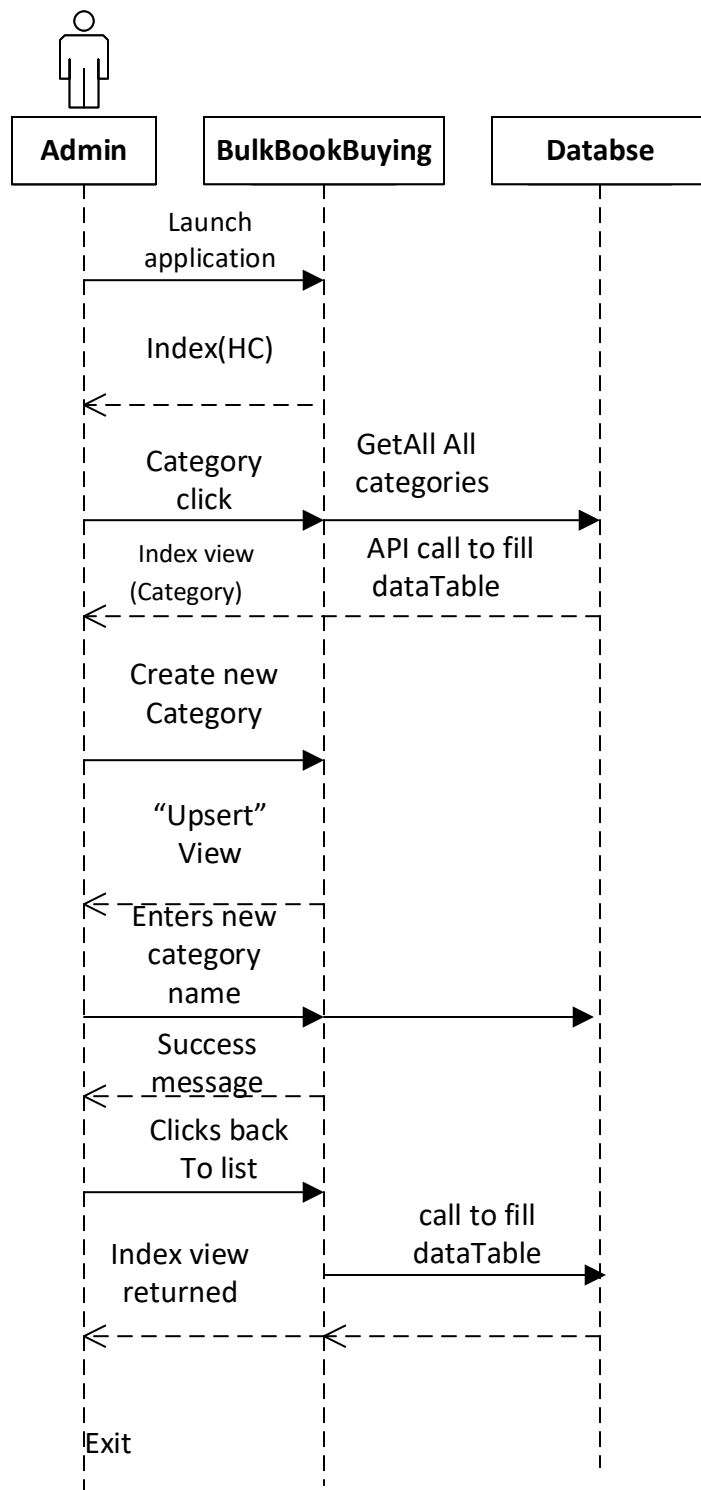 Admin
BulkBookBuying
Databse
Launch
application
Index(HC)
Category
click
GetAll All
categories
Index view
(Category)
API call to fill
dataTable
Create new
Category
“Upsert”
View
Enters new
category
name
Success
message
Clicks back
To list
call to fill
dataTable
Index view
returned
Exit